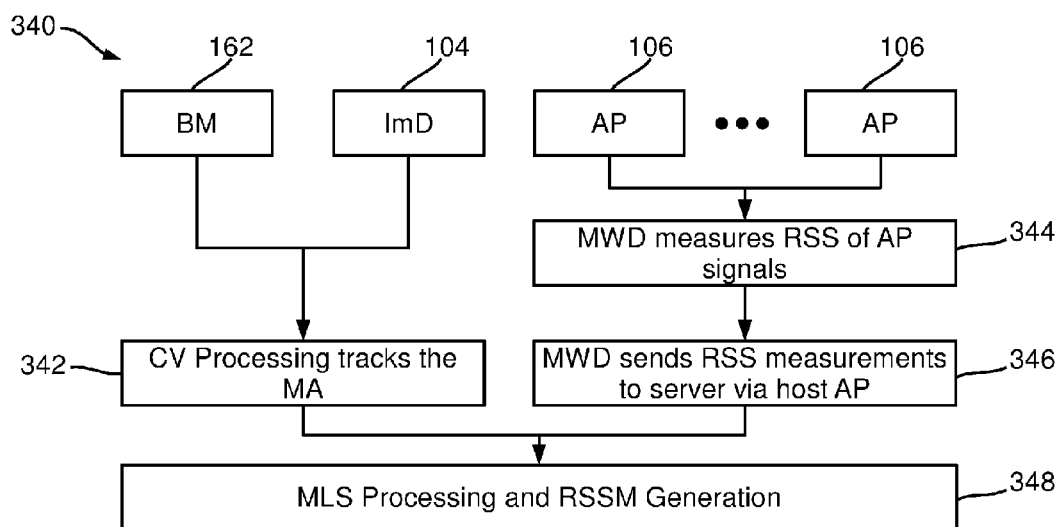 340
162
104
106
106
BM
ImD
AP
AP
MWD measures RSS of AP
signals
344
342
CV Processing tracks the
MA
MWD sends RSS measurements
to server via host AP
346
MLS Processing and RSSM Generation
348